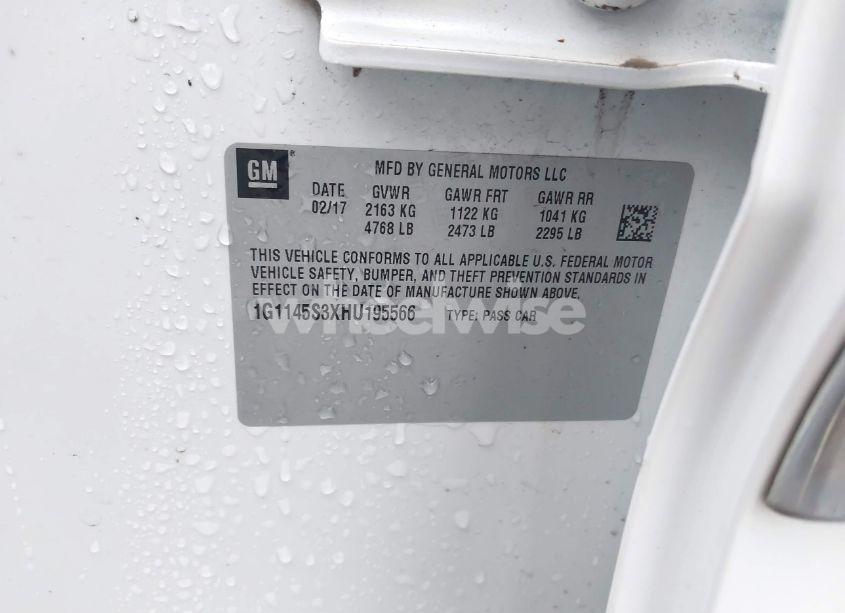 GM®
MFD BY GENERAL MOTORS LLC
DATE GVWR GAWR FRT GAWR RR
02/17 2163 KG 1122 KG 1041 KG
4768 LB 2473 LB 2295 LB
THIS VEHICLE CONFORMS TO ALL APPLICABLE U.S. FEDERAL MOTOR
VEHICLE SAFETY, BUMPER, AND THEFT PREVENTION STANDARDS IN
EFFECT ON THE DATE OF MANUFACTURE SHOWN ABOVE.
1G1145S3XHU195566 TYPE: PASS CAR
wheelwise